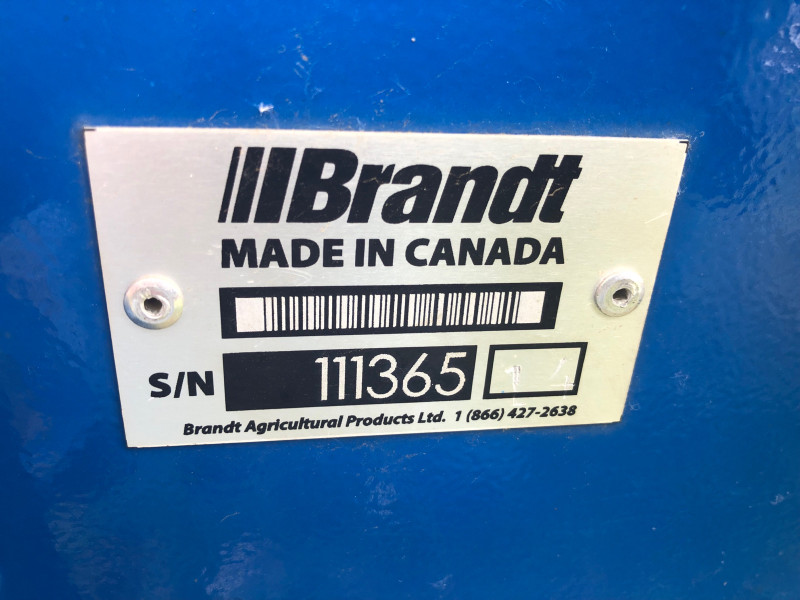 Brandt
MADE IN CANADA
S/N 111365
Brandt Agricultural Products Ltd. 1 (866) 427-2638